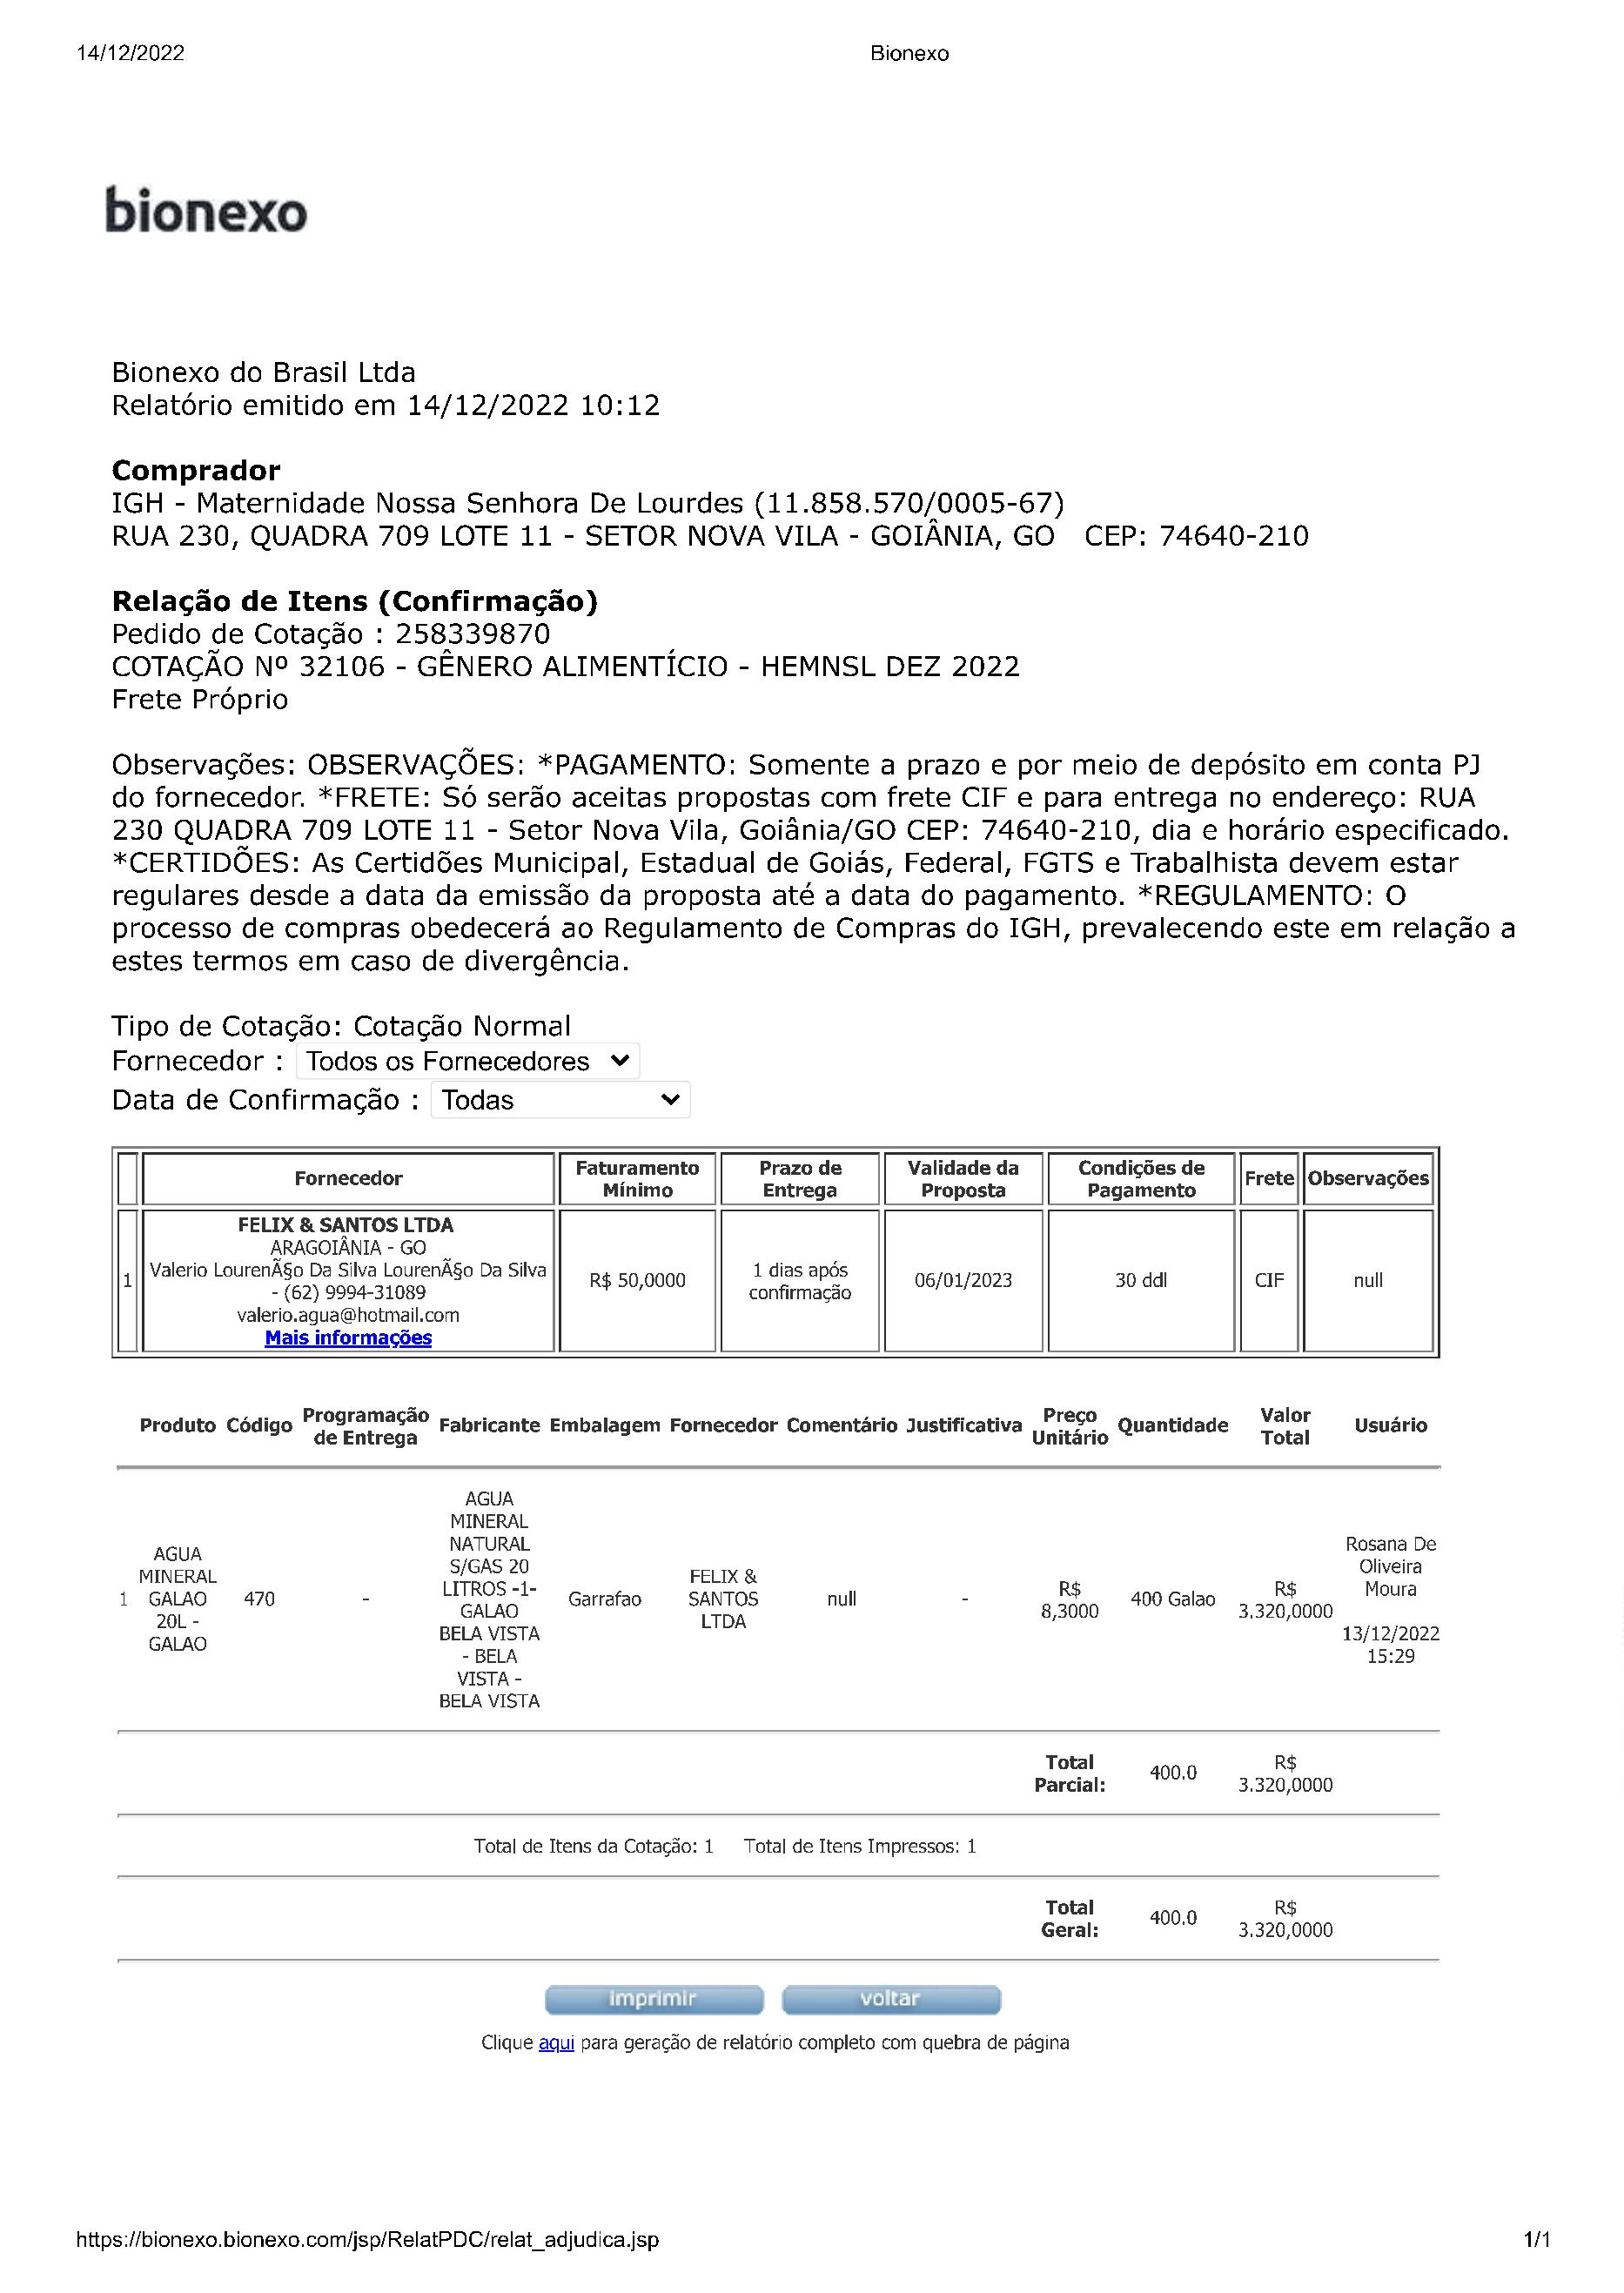 14/12/2022 Bionexo
bionexo
Bionexo do Brasil Ltda
Relatório emitido em 14/12/2022 10:12
Comprador
IGH - Maternidade Nossa Senhora De Lourdes (11.858.570/0005-67)
RUA 230, QUADRA 709 LOTE 11 - SETOR NOVA VILA - GOIÂNIA, GO CEP: 74640-210
Relação de Itens (Confirmação)
Pedido de Cotação : 258339870
COTAÇÃO Nº 32106 - GÊNERO ALIMENTÍCIO - HEMNSL DEZ 2022
Frete Próprio
Observações: OBSERVAÇÕES: *PAGAMENTO: Somente a prazo e por meio de depósito em conta PJ
do fornecedor. *FRETE: Só serão aceitas propostas com frete CIF e para entrega no endereço: RUA
230 QUADRA 709 LOTE 11 - Setor Nova Vila, Goiânia/GO CEP: 74640-210, dia e horário especificado.
*CERTIDÕES: As Certidões Municipal, Estadual de Goiás, Federal, FGTS e Trabalhista devem estar
regulares desde a data da emissão da proposta até a data do pagamento. *REGULAMENTO: O
processo de compras obedecerá ao Regulamento de Compras do IGH, prevalecendo este em relação a
estes termos em caso de divergência.
Tipo de Cotação: Cotação Normal
Fornecedor : Todos os Fornecedores
Data de Confirmação : Todas
Fornecedor
Faturamento
Mínimo
Prazo de
Entrega
Validade da
Proposta
Condições de
Pagamento
Frete
Observações
1
FELIX & SANTOS LTDA
ARAGOIÂNIA - GO
Valerio LourenÃ§o Da Silva LourenÃ§o Da Silva
- (62) 9994-31089
valerio.agua@hotmail.com
Mais informações
R$ 50,0000
1 dias após
confirmação
06/01/2023
30 ddl
CIF
null
Produto
Código
Programação
de Entrega
Fabricante
Embalagem
Fornecedor
Comentário
Justificativa
Preço
Unitário
Quantidade
Valor
Total
Usuário
1
AGUA
MINERAL
GALAO
20L -
GALAO
470
-
AGUA
MINERAL
NATURAL
S/GAS 20
LITROS -1-
GALAO
BELA VISTA
- BELA
VISTA -
BELA VISTA
Garrafao
FELIX &
SANTOS
LTDA
null
-
R$
8,3000
400 Galao
R$
3.320,0000
Rosana De
Oliveira
Moura
13/12/2022
15:29
Total
Parcial:
400.0
R$
3.320,0000
Total de Itens da Cotação: 1 Total de Itens Impressos: 1
Total
Geral:
400.0
R$
3.320,0000
imprimir
voltar
Clique aqui para geração de relatório completo com quebra de página
https://bionexo.bionexo.com/jsp/RelatPDC/relat_adjudica.jsp 1/1